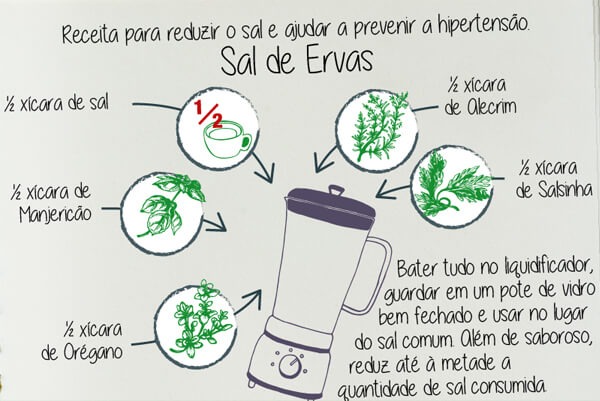 Receita para reduzir o sal e ajudar a prevenir a hipertensão.
Sal de Ervas
½ xícara de sal
1/2
½ xícara
de Alecrim
½ xícara de
Manjericão
½ xícara
de Salsinha
½ xícara
de Orégano
Bater tudo no liquidificador,
guardar em um pote de vidro
bem fechado e usar no lugar
do sal comum. Além de saboroso,
reduz até à metade a
quantidade de sal consumida.